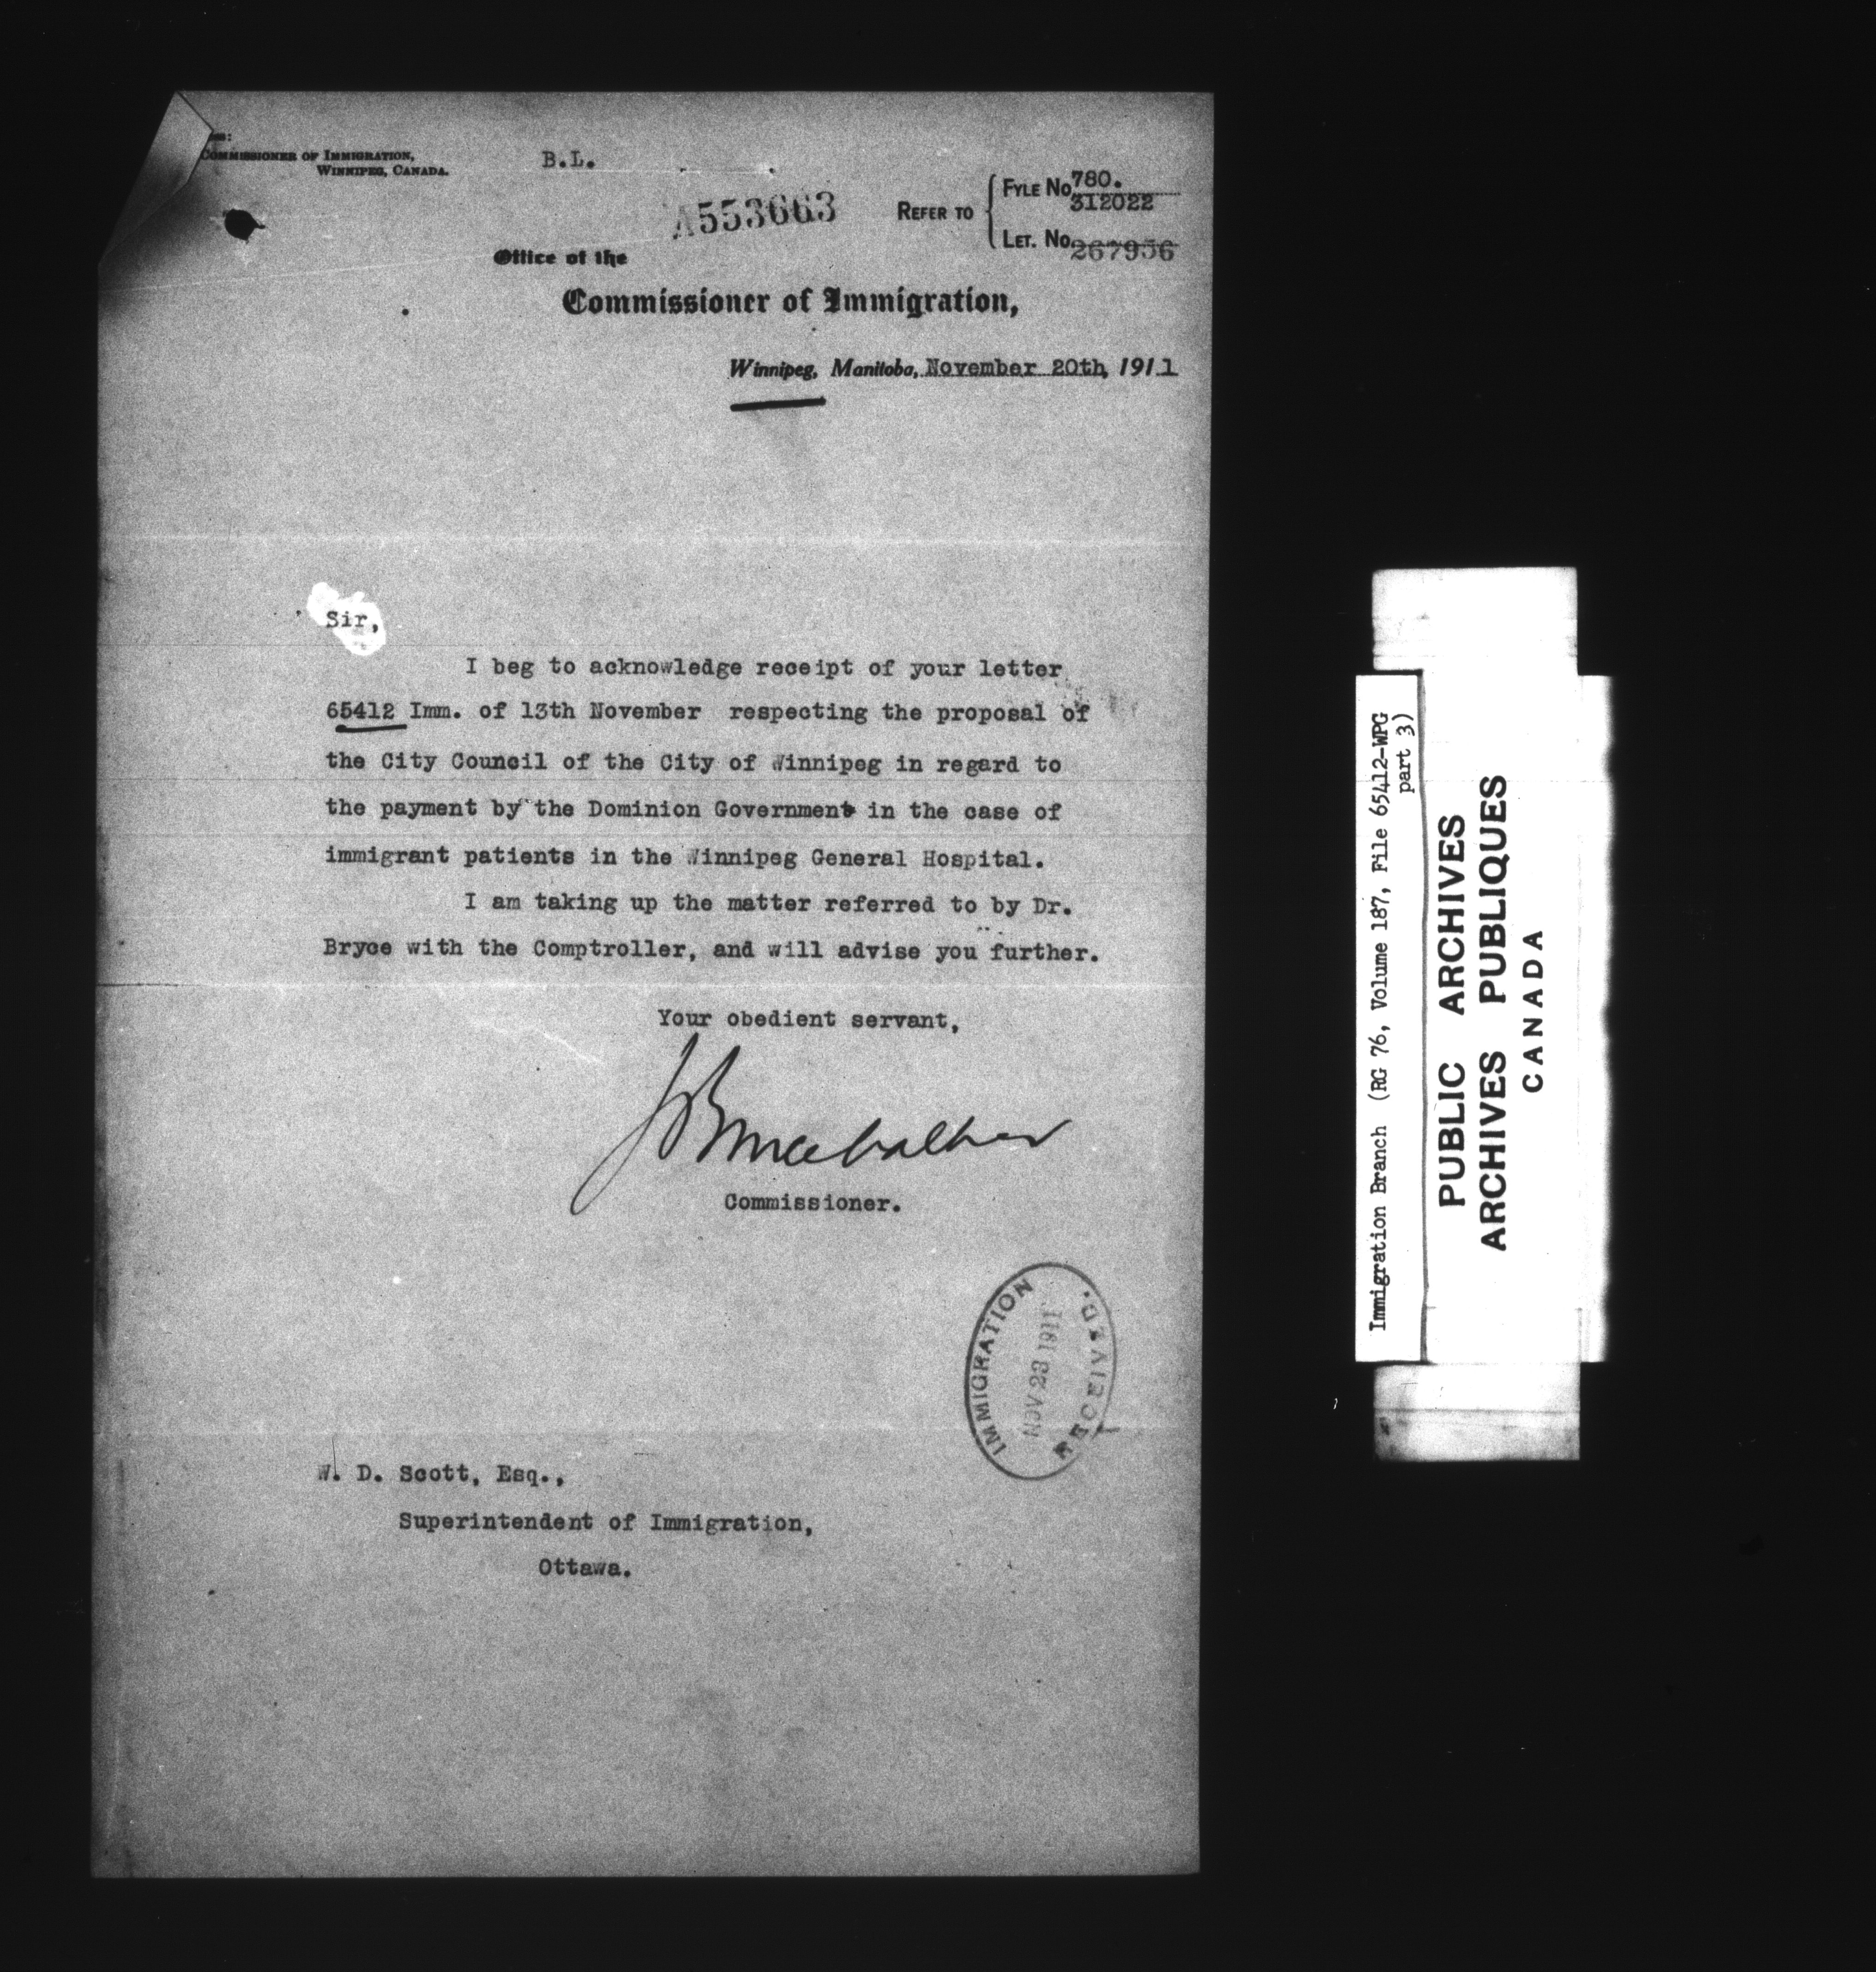 COMMISSIONER OF IMMIGRATION,
WINNIPEG, CANADA.
B.L.
A553663
REFER TO
FYLE No 780.
312022
LET. No. 267956
Office of the
Commissioner of Immigration,
Winnipeg, Manitoba, November 20th, 1911
Sir,
I beg to acknowledge receipt of your letter
65412 Imm. of 13th November respecting the proposal of
the City Council of the City of Winnipeg in regard to
the payment by the Dominion Government in the case of
immigrant patients in the Winnipeg General Hospital.
I am taking up the matter referred to by Dr.
Bryce with the Comptroller, and will advise you further.
Your obedient servant,
Commissioner.
IMMIGRATION
NOV 23 1911
RECEIVED.
W. D. Scott, Esq.,
Superintendent of Immigration,
Ottawa.
Immigration Branch (RG 76, Volume 187, File 65412-WPG
part 3)
PUBLIC ARCHIVES
ARCHIVES PUBLIQUES
CANADA